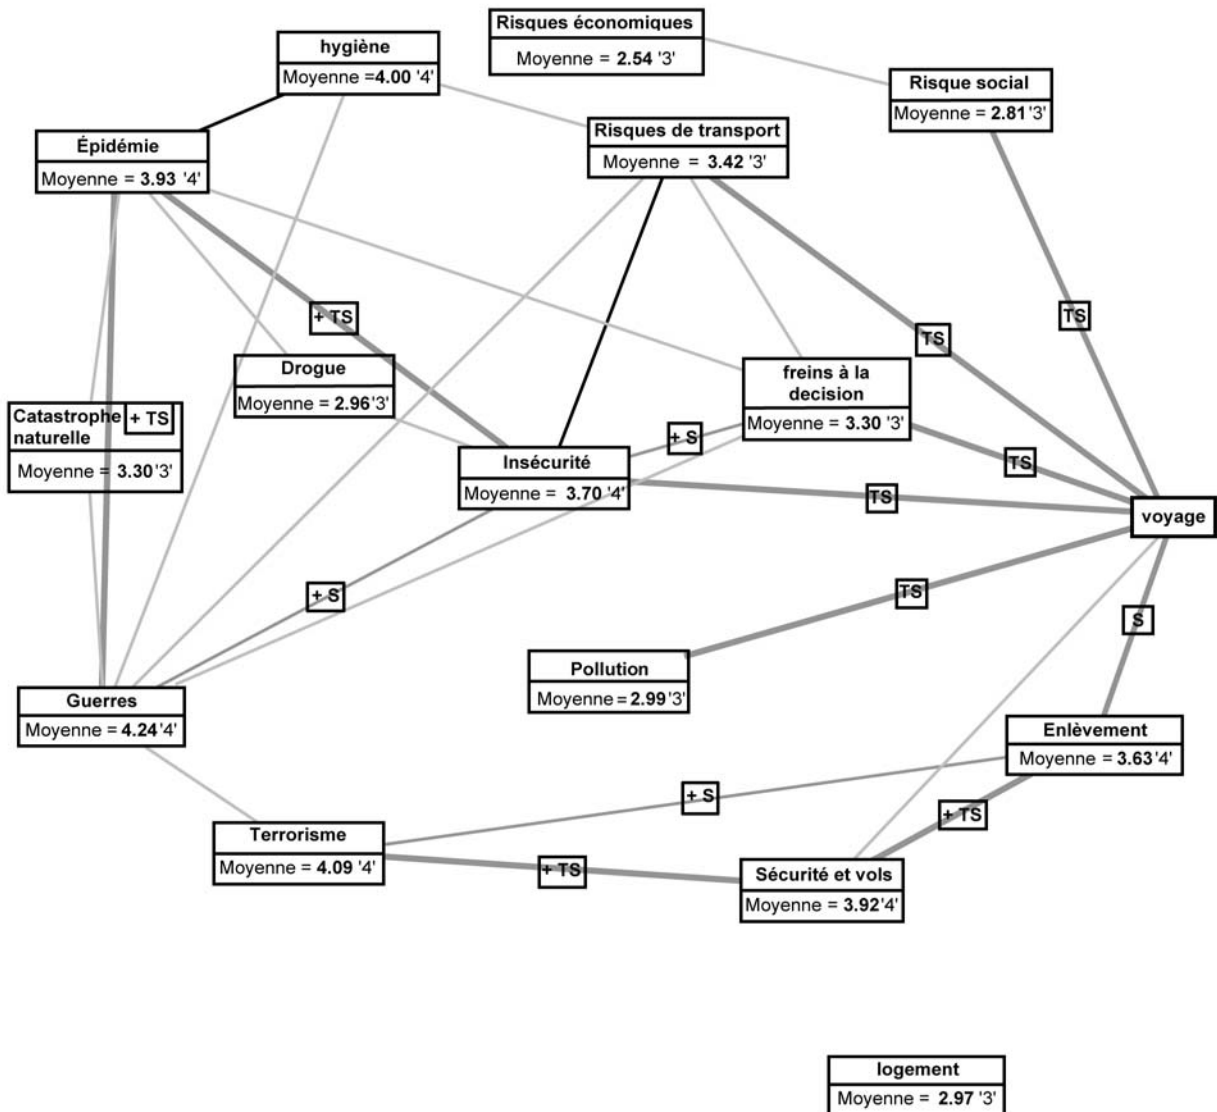 Risques économiques
Moyenne = 2.54 '3'
hygiène
Moyenne =4.00 '4'
Risque social
Moyenne = 2.81 '3'
Risques de transport
Moyenne = 3.42 '3'
Épidémie
Moyenne = 3.93 '4'
+ TS
TS
TS
Drogue
Moyenne = 2.96 '3'
freins à la
decision
Moyenne = 3.30 '3'
Catastrophe
naturelle
Moyenne = 3.30 '3'
+ TS
+ S
Insécurité
Moyenne = 3.70 '4'
TS
TS
voyage
+ S
TS
S
Pollution
Moyenne = 2.99 '3'
Guerres
Moyenne = 4.24 '4'
Enlèvement
Moyenne = 3.63 '4'
+ S
+ TS
Terrorisme
Moyenne = 4.09 '4'
+ TS
Sécurité et vols
Moyenne = 3.92 '4'
logement
Moyenne = 2.97 '3'